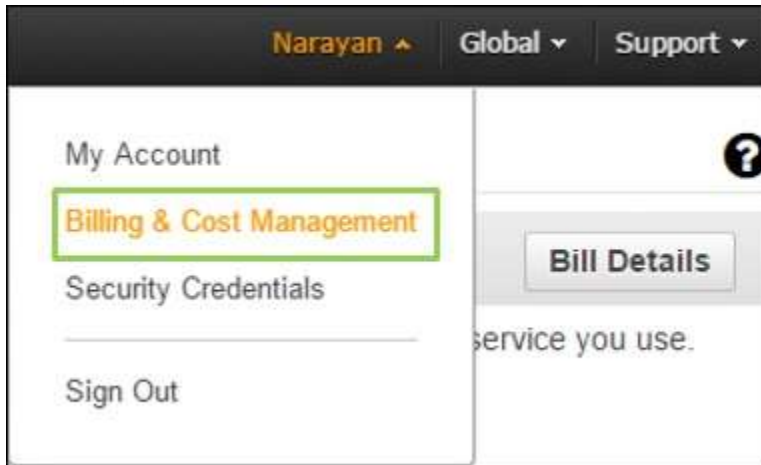 Narayan Global Support
My Account
?
Billing & Cost Management
Bill Details
Security Credentials
service you use.
Sign Out